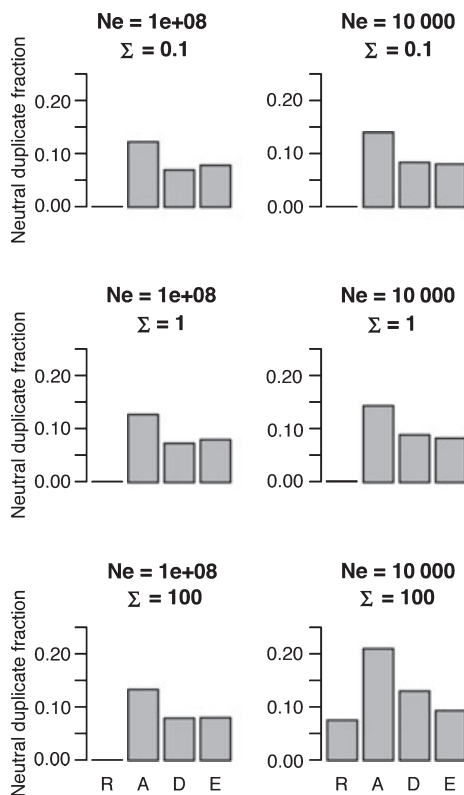 Ne = 1e+08
Σ = 0.1
Ne = 10 000
Σ = 0.1
Neutral duplicate fraction
0.20
0.10
0.00
0.20
0.10
0.00
Ne = 1e+08
Σ = 1
Ne = 10 000
Σ = 1
Neutral duplicate fraction
0.20
0.10
0.00
0.20
0.10
0.00
Ne = 1e+08
Σ = 100
Ne = 10 000
Σ = 100
Neutral duplicate fraction
0.20
0.10
0.00
R A D E
0.20
0.10
0.00
R A D E